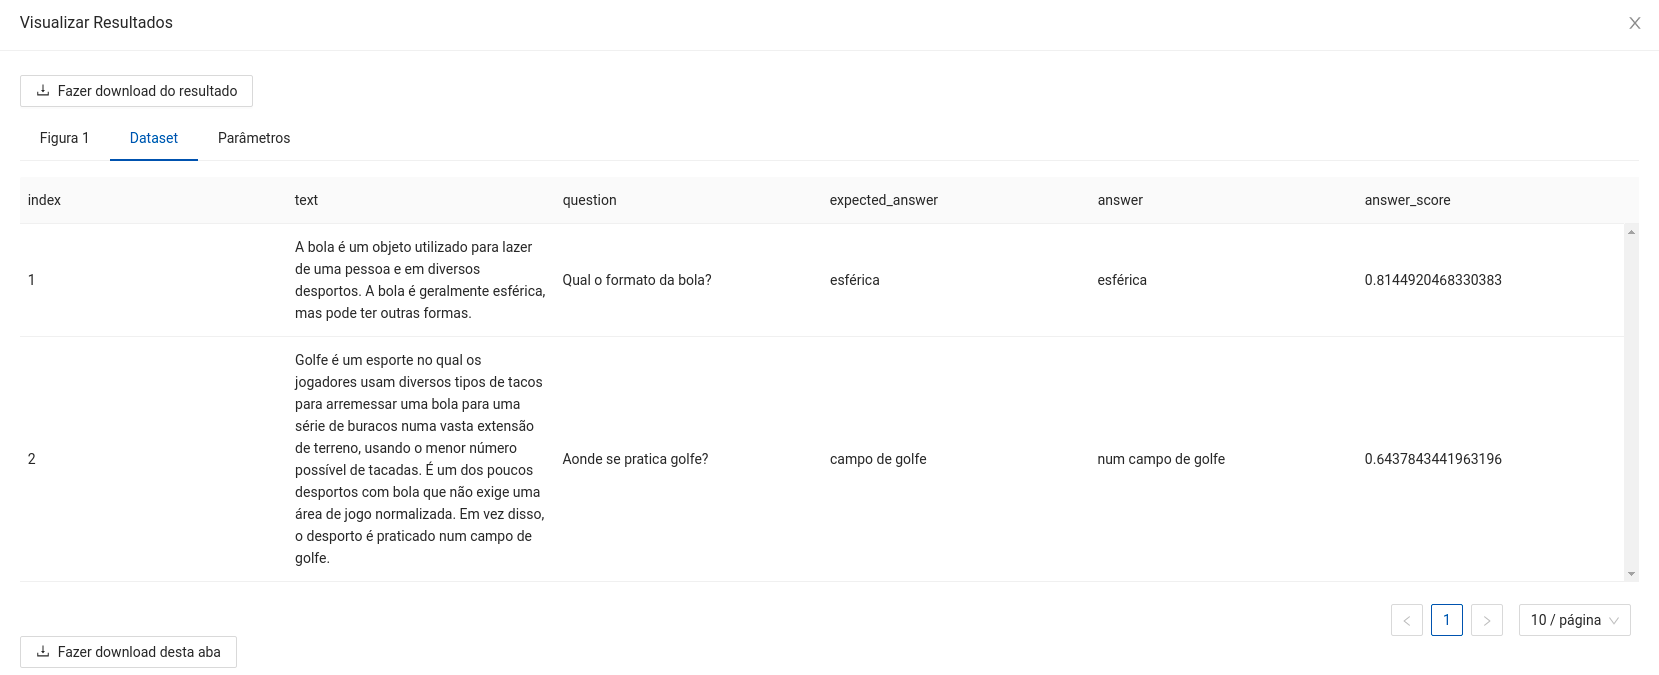 Visualizar Resultados
Fazer download do resultado
Figura 1 Dataset Parâmetros
index text question expected_answer answer answer_score
1
A bola é um objeto utilizado para lazer
de uma pessoa e em diversos
desportos. A bola é geralmente esférica,
mas pode ter outras formas.
Qual o formato da bola?
esférica
esférica
0.8144920468330383
2
Golfe é um esporte no qual os
jogadores usam diversos tipos de tacos
para arremessar uma bola para uma
série de buracos numa vasta extensão
de terreno, usando o menor número
possível de tacadas. É um dos poucos
desportos com bola que não exige uma
área de jogo normalizada. Em vez disso,
o desporto é praticado num campo de
golfe.
Aonde se pratica golfe?
campo de golfe
num campo de golfe
0.6437843441963196
1 10 / página
Fazer download desta aba